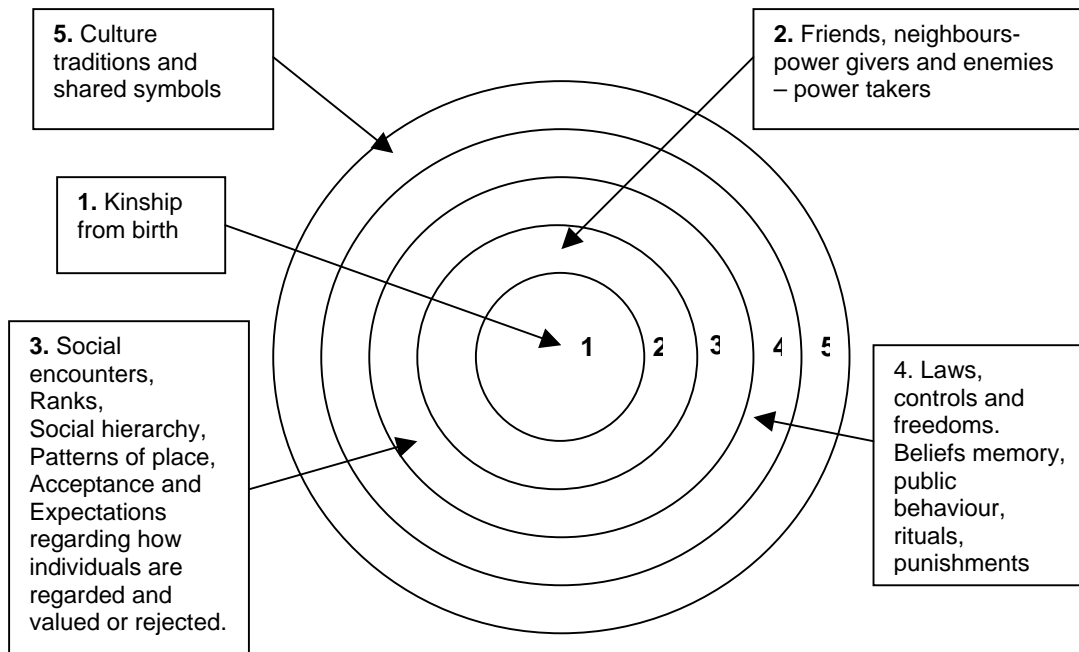 5. Culture
traditions and
shared symbols
2. Friends, neighbours-
power givers and enemies
– power takers
1. Kinship
from birth
3. Social
encounters,
Ranks,
Social hierarchy,
Patterns of place,
Acceptance and
Expectations
regarding how
individuals are
regarded and
valued or rejected.
1 2 3 4 5
4. Laws,
controls and
freedoms.
Beliefs memory,
public
behaviour,
rituals,
punishments